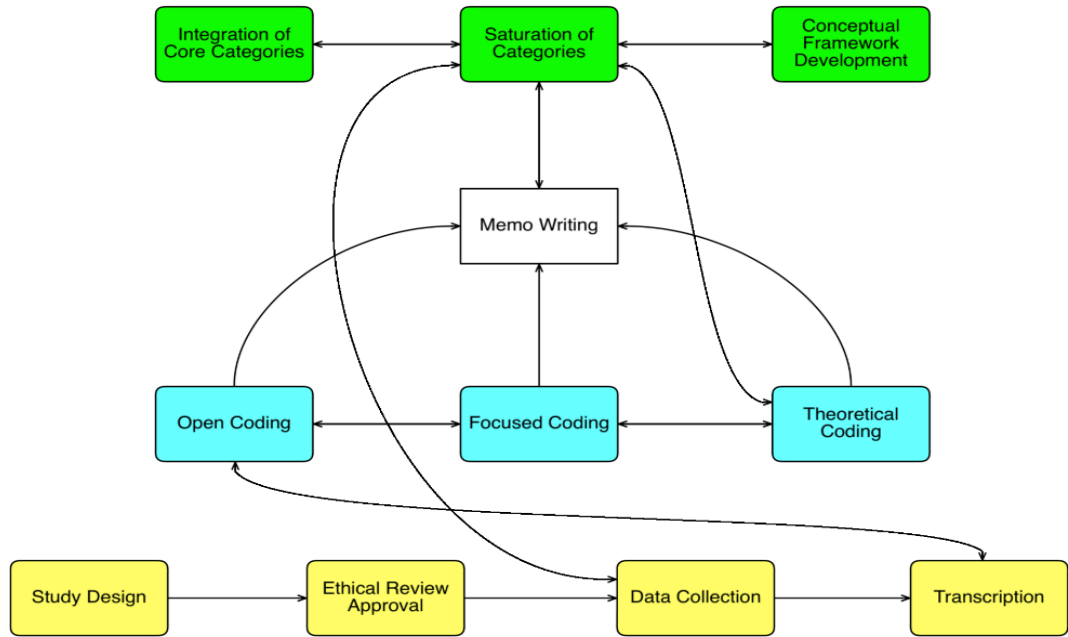 Integration of
Core Categories
Saturation of
Categories
Conceptual
Framework
Development
Memo Writing
Open Coding
Focused Coding
Theoretical
Coding
Study Design
Ethical Review
Approval
Data Collection
Transcription